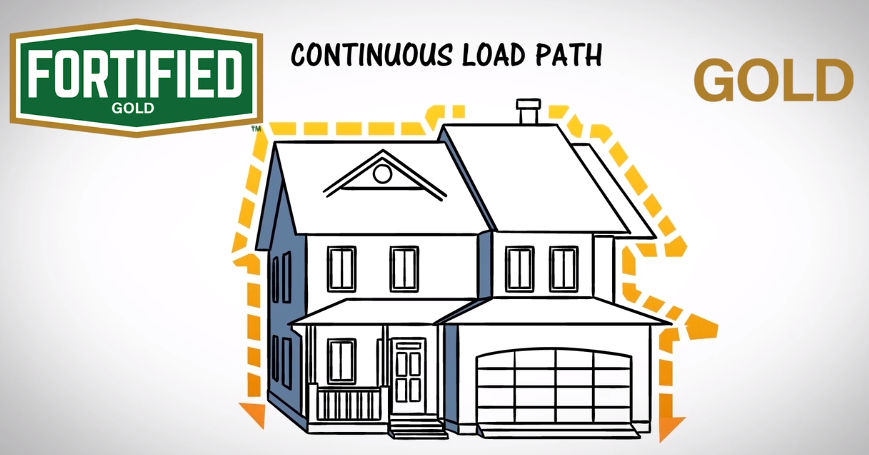 FORTIFIED
GOLD
™
CONTINUOUS LOAD PATH
GOLD